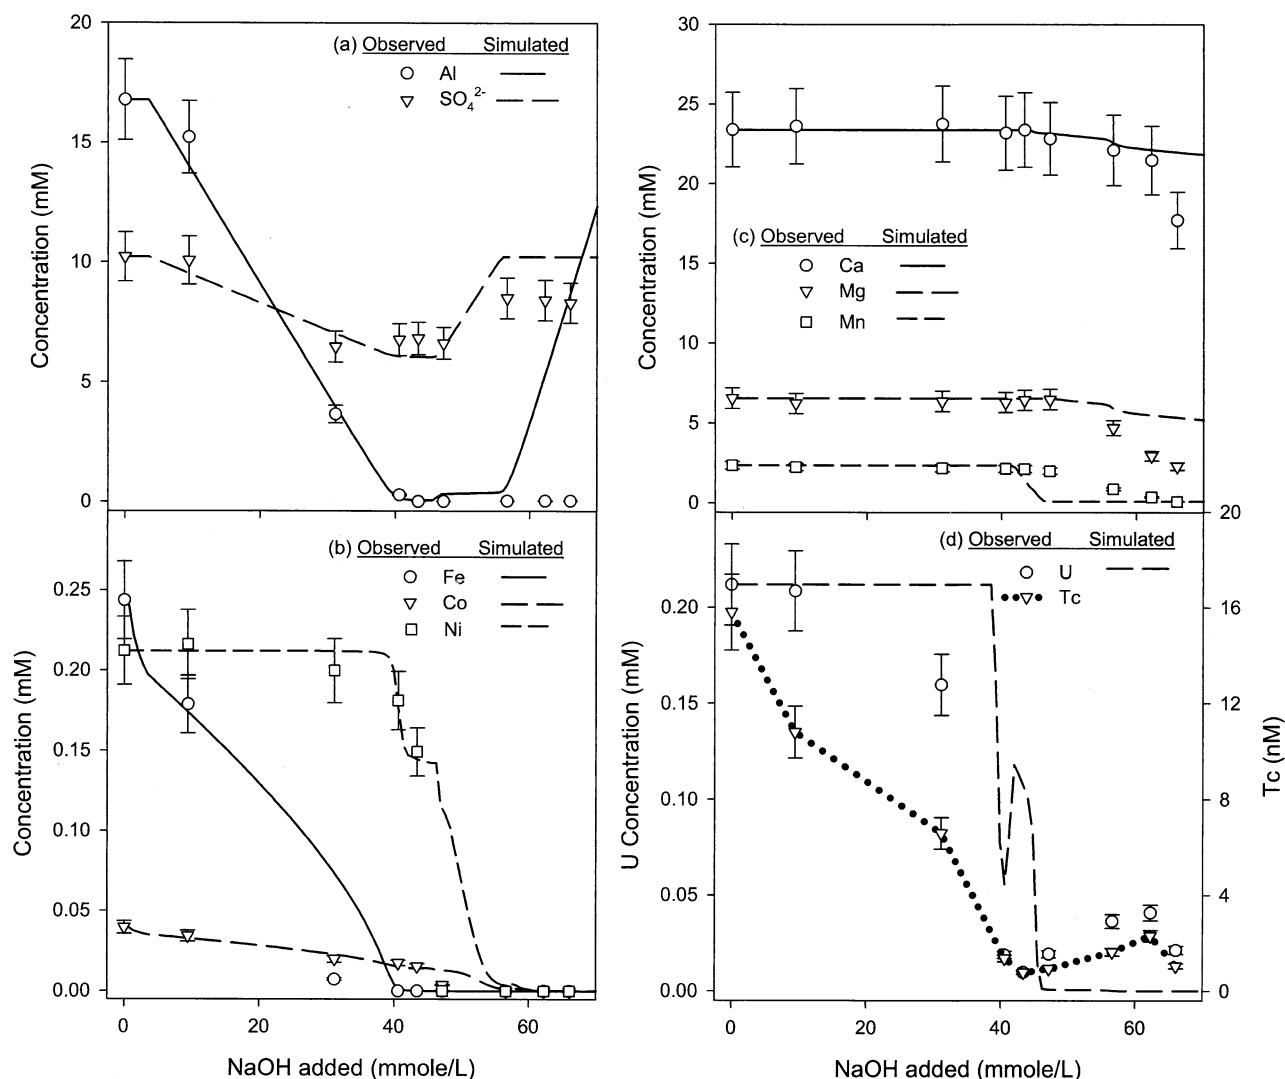 (a) Observed Simulated
Al
SO₄²⁻
Concentration (mM)
20
15
10
5
0
(b) Observed Simulated
Fe
Co
Ni
Concentration (mM)
0.25
0.20
0.15
0.10
0.05
0.00
0 20 40 60
NaOH added (mmole/L)
30
25
20
15
10
5
0
Concentration (mM)
(c) Observed Simulated
Ca
Mg
Mn
(d) Observed Simulated
U
Tc
U Concentration (mM)
0.20
0.15
0.10
0.05
0.00
20
16
12
8
4
0
Tc (nM)
0 20 40 60
NaOH added (mmole/L)